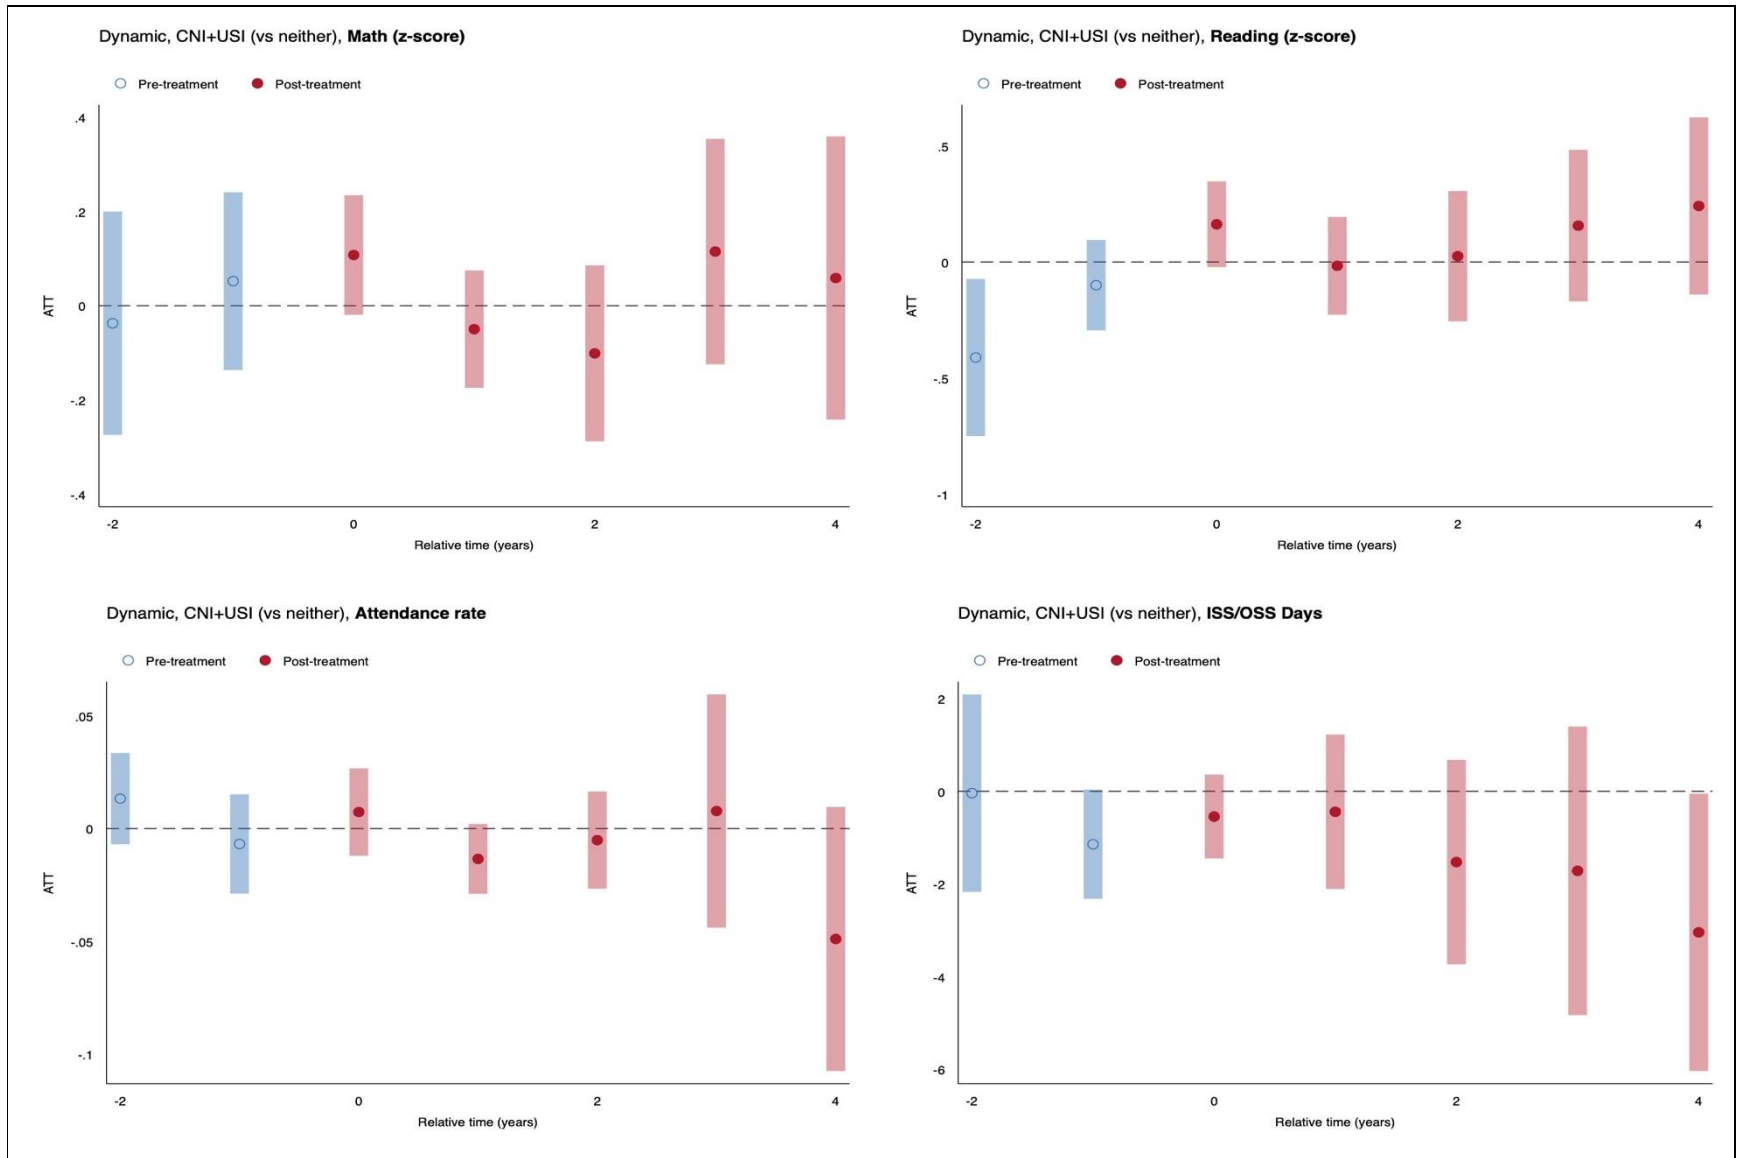 Dynamic, CNI+USI (vs neither), Math (z-score)
Pre-treatment Post-treatment
.4
.2
0
-.2
-.4
ATT
-2 0 2 4
Relative time (years)
Dynamic, CNI+USI (vs neither), Reading (z-score)
Pre-treatment Post-treatment
.5
0
-.5
-1
ATT
-2 0 2 4
Relative time (years)
Dynamic, CNI+USI (vs neither), Attendance rate
Pre-treatment Post-treatment
.05
0
-.05
-.1
ATT
-2 0 2 4
Relative time (years)
Dynamic, CNI+USI (vs neither), ISS/OSS Days
Pre-treatment Post-treatment
2
0
-2
-4
-6
ATT
-2 0 2 4
Relative time (years)